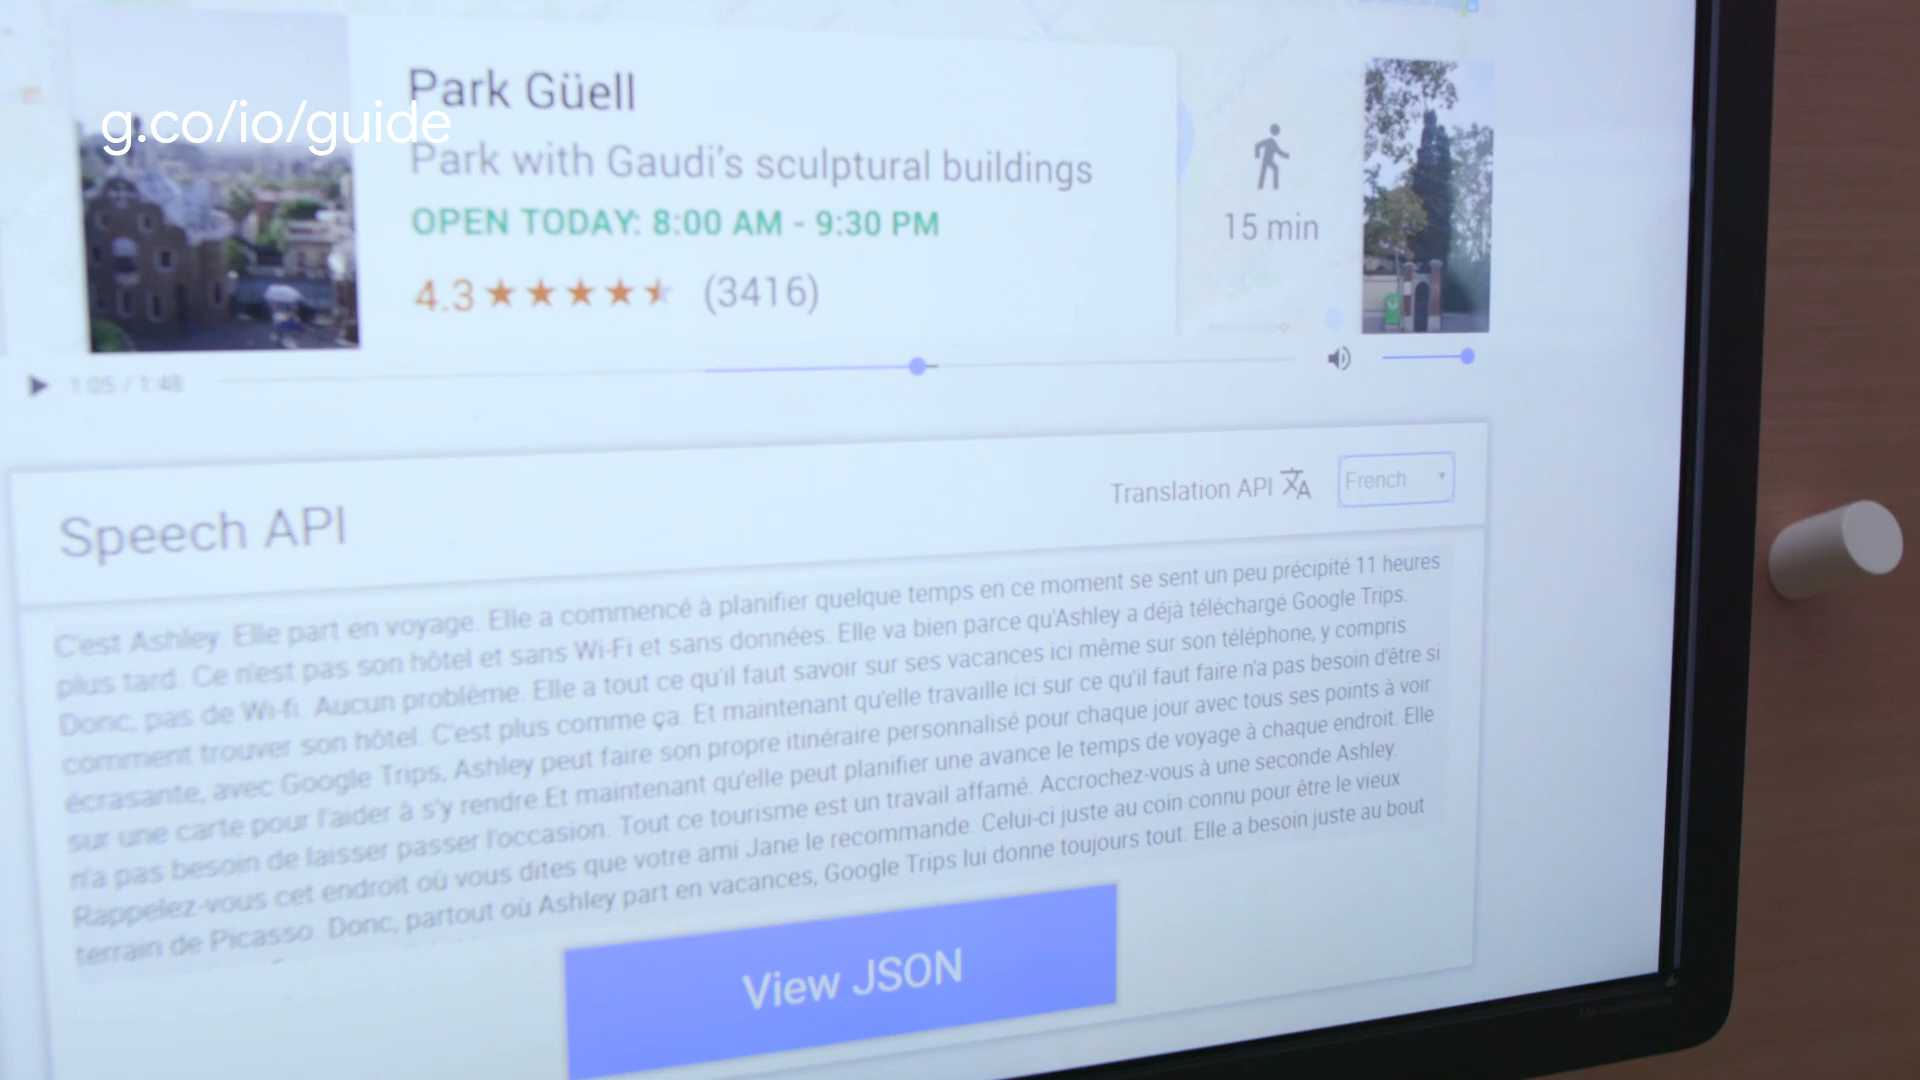 Park Güell
g.co/io/guide
Park with Gaudi's sculptural buildings
OPEN TODAY: 8:00 AM - 9:30 PM
4.3 (3416)
15 min
1:05 / 1:48
Speech API
Translation API
French
C'est Ashley. Elle part en voyage. Elle a commencé à planifier quelque temps en ce moment se sent un peu précipité 11 heures
plus tard. Ce n'est pas son hôtel et sans Wi-Fi et sans données. Elle va bien parce qu'Ashley a déjà téléchargé Google Trips.
Donc, pas de Wi-fi. Aucun problème. Elle a tout ce qu'il faut savoir sur ses vacances ici même sur son téléphone, y compris
comment trouver son hôtel. C'est plus comme ça. Et maintenant qu'elle travaille ici sur ce qu'il faut faire n'a pas besoin d'être si
écrasante, avec Google Trips, Ashley peut faire son propre itinéraire personnalisé pour chaque jour avec tous ses points à voir
sur une carte pour l'aider à s'y rendre.Et maintenant qu'elle peut planifier une avance le temps de voyage à chaque endroit. Elle
n'a pas besoin de laisser passer l'occasion. Tout ce tourisme est un travail affamé. Accrochez-vous à une seconde Ashley.
Rappelez-vous cet endroit où vous dites que votre ami Jane le recommande. Celui-ci juste au coin connu pour être le vieux
terrain de Picasso. Donc, partout où Ashley part en vacances, Google Trips lui donne toujours tout. Elle a besoin juste au bout
View JSON